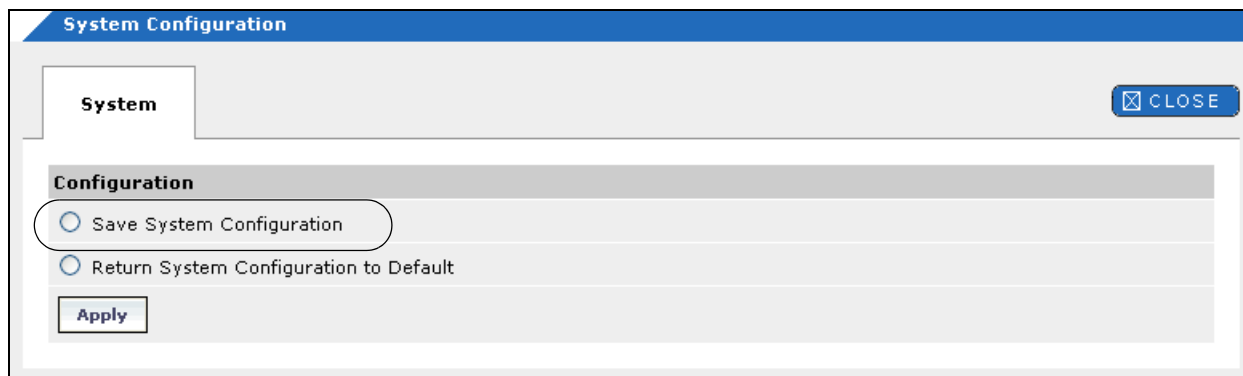 System Configuration
System
CLOSE
Configuration
Save System Configuration
Return System Configuration to Default
Apply